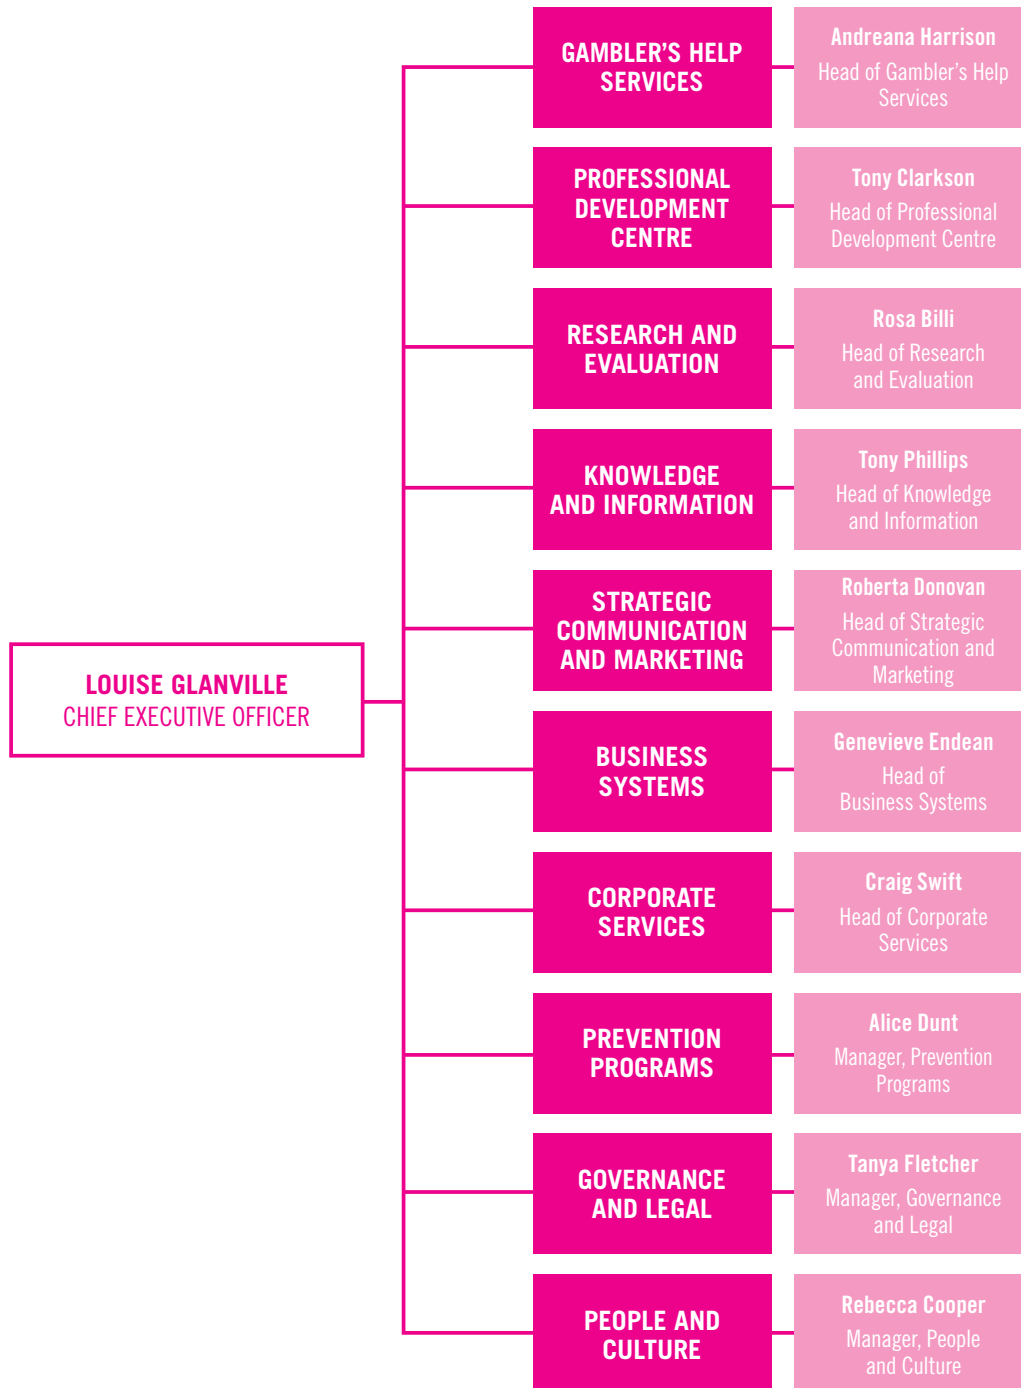 GAMBLER’S HELP
SERVICES
Andreana Harrison
Head of Gambler’s Help
Services
PROFESSIONAL
DEVELOPMENT
CENTRE
Tony Clarkson
Head of Professional
Development Centre
RESEARCH AND
EVALUATION
Rosa Billi
Head of Research
and Evaluation
KNOWLEDGE
AND INFORMATION
Tony Phillips
Head of Knowledge
and Information
STRATEGIC
COMMUNICATION
AND MARKETING
Roberta Donovan
Head of Strategic
Communication and
Marketing
LOUISE GLANVILLE
CHIEF EXECUTIVE OFFICER
BUSINESS
SYSTEMS
Genevieve Endean
Head of
Business Systems
CORPORATE
SERVICES
Craig Swift
Head of Corporate
Services
PREVENTION
PROGRAMS
Alice Dunt
Manager, Prevention
Programs
GOVERNANCE
AND LEGAL
Tanya Fletcher
Manager, Governance
and Legal
PEOPLE AND
CULTURE
Rebecca Cooper
Manager, People
and Culture